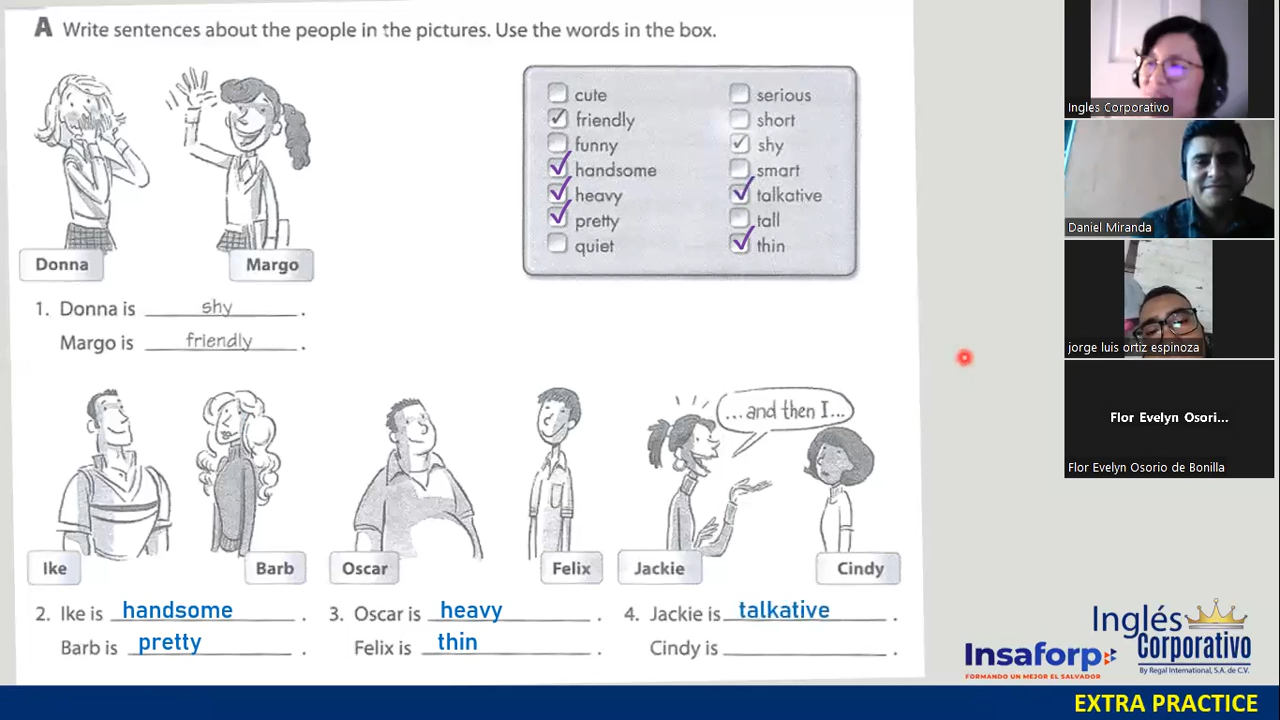 A Write sentences about the people in the pictures. Use the words in the box.
cute
friendly
funny
handsome
heavy
pretty
quiet
serious
short
shy
smart
talkative
tall
thin
Donna
Margo
1. Donna is shy.
Margo is friendly.
...and then I...
Ike
Barb
Oscar
Felix
Jackie
Cindy
2. Ike is handsome.
Barb is pretty.
3. Oscar is heavy.
Felix is thin.
4. Jackie is talkative.
Cindy is ____.
Ingles Corporativo
Daniel Miranda
jorge luis ortiz espinoza
Flor Evelyn Osori...
Flor Evelyn Osorio de Bonilla
Insaforp
FORMANDO UN MEJOR EL SALVADOR
Inglés
Corporativo
By Regal International, S.A. de C.V.
EXTRA PRACTICE